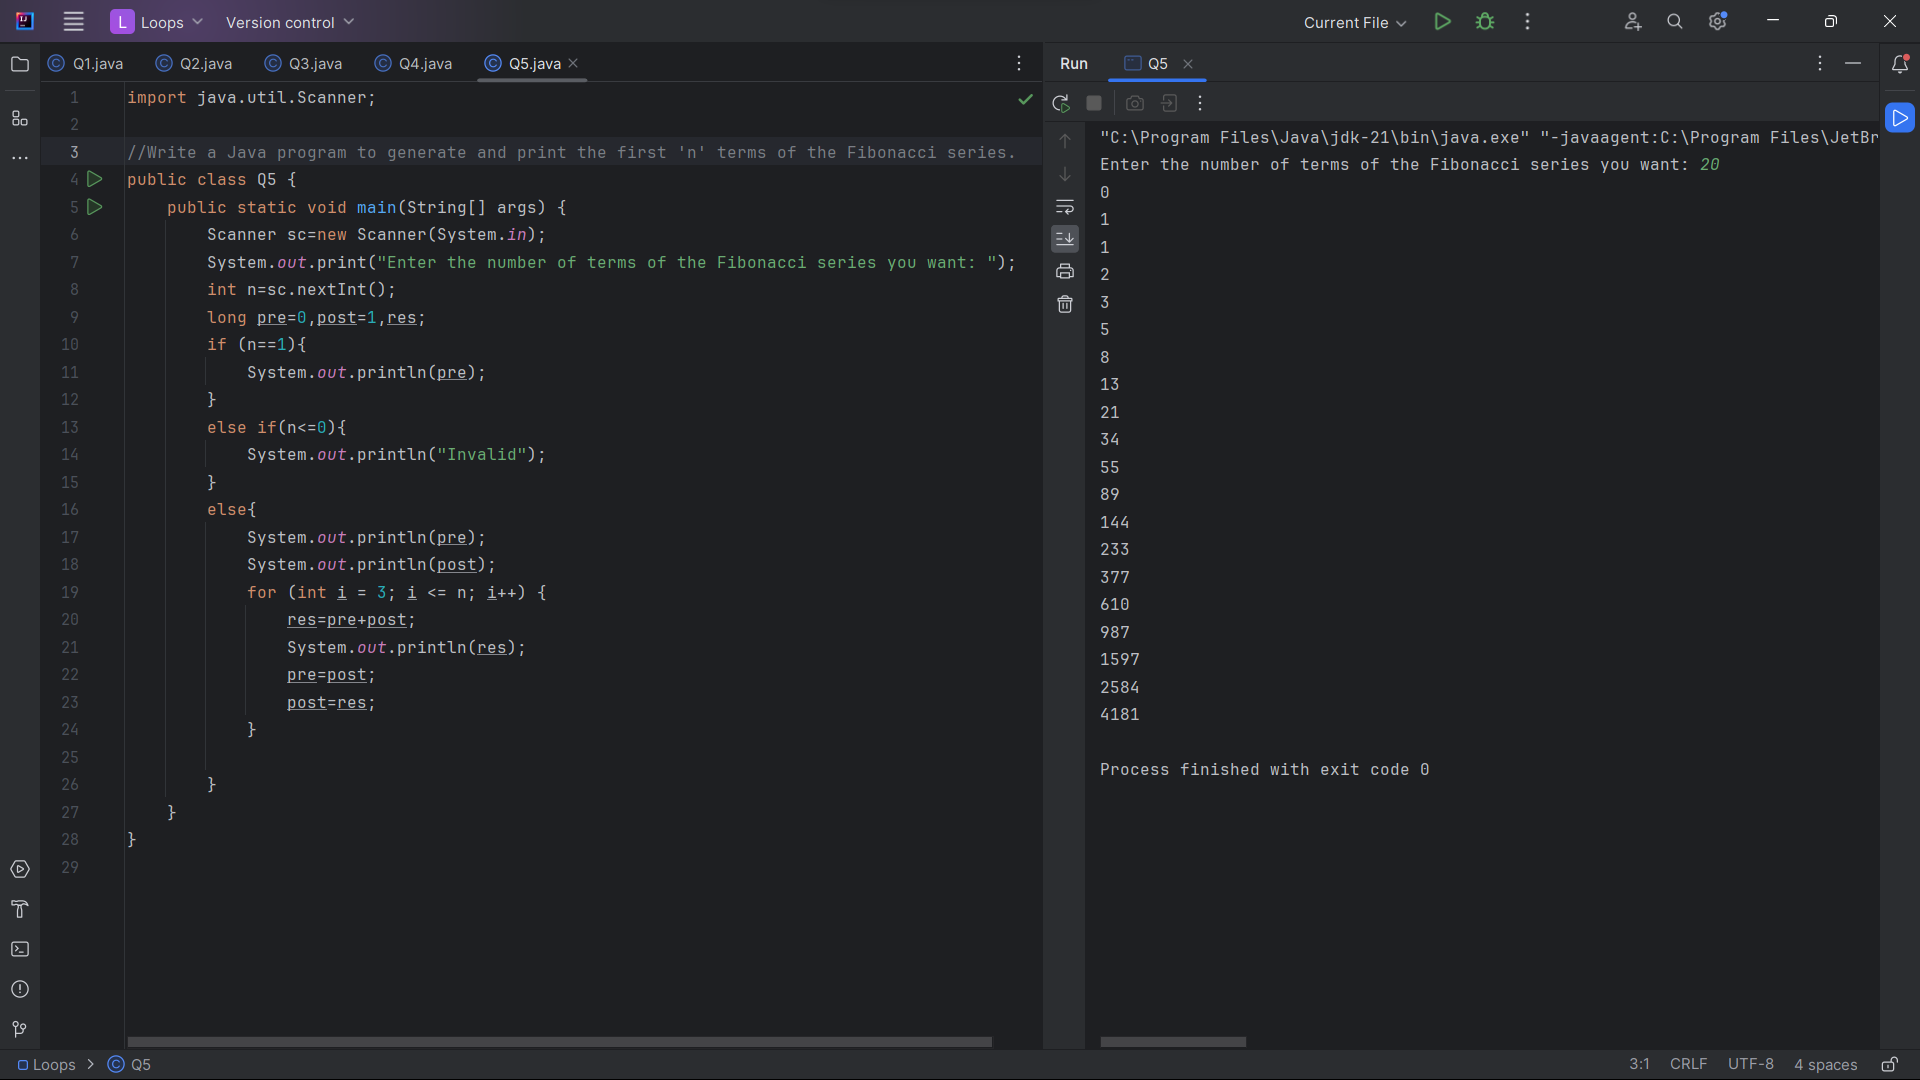 L Loops Version control Current File
Q1.java Q2.java Q3.java Q4.java Q5.java
1 import java.util.Scanner;
2
3 //Write a Java program to generate and print the first 'n' terms of the Fibonacci series.
4 public class Q5 {
5 public static void main(String[] args) {
6 Scanner sc=new Scanner(System.in);
7 System.out.print("Enter the number of terms of the Fibonacci series you want: ");
8 int n=sc.nextInt();
9 long pre=0,post=1,res;
10 if (n==1){
11 System.out.println(pre);
12 }
13 else if(n<=0){
14 System.out.println("Invalid");
15 }
16 else{
17 System.out.println(pre);
18 System.out.println(post);
19 for (int i = 3; i <= n; i++) {
20 res=pre+post;
21 System.out.println(res);
22 pre=post;
23 post=res;
24 }
25
26 }
27 }
28 }
29
Run Q5
"C:\Program Files\Java\jdk-21\bin\java.exe" "-javaagent:C:\Program Files\JetBr
Enter the number of terms of the Fibonacci series you want: 20
0
1
1
2
3
5
8
13
21
34
55
89
144
233
377
610
987
1597
2584
4181
Process finished with exit code 0
Loops > Q5
3:1 CRLF UTF-8 4 spaces